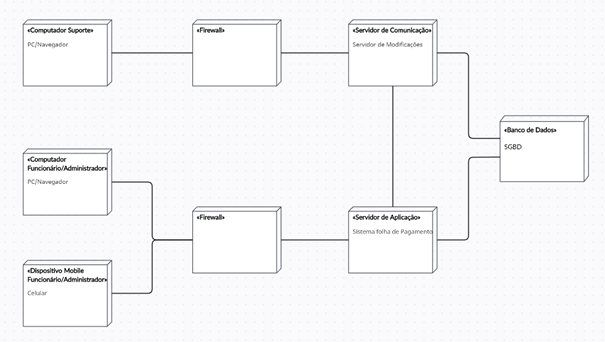 «Computador Suporte»
PC/Navegador
«Firewall»
«Servidor de Comunicação»
Servidor de Modificações
«Banco de Dados»
SGBD
«Computador
Funcionário/Administrador»
PC/Navegador
«Firewall»
«Servidor de Aplicação»
Sistema folha de Pagamento
«Dispositivo Mobile
Funcionário/Administrador»
Celular